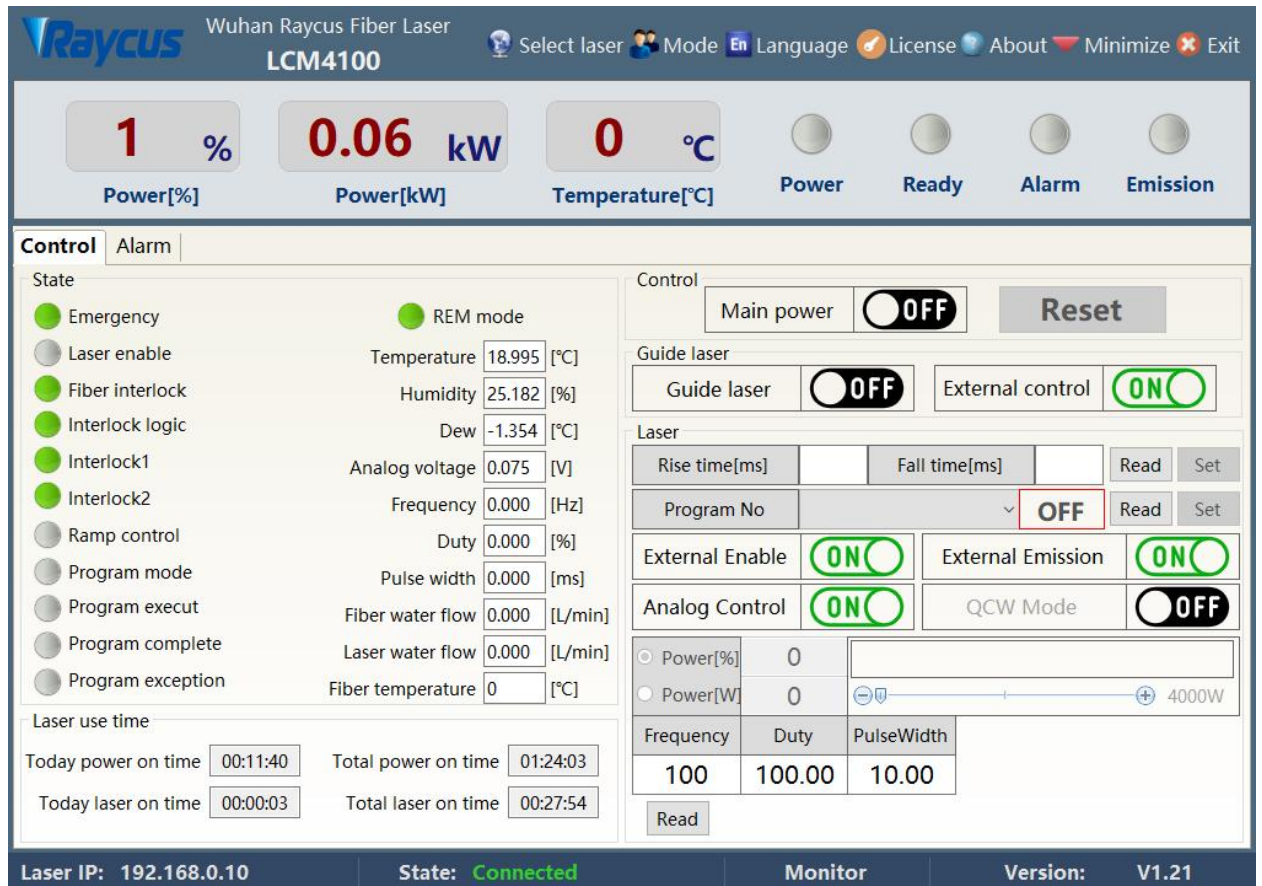 Raycus
Wuhan Raycus Fiber Laser
LCM4100
Select laser Mode En Language License About Minimize Exit
1 % 0.06 kW 0 ℃
Power[%] Power[kW] Temperature[℃] Power Ready Alarm Emission
Control Alarm
State
Emergency REM mode
Laser enable Temperature 18.995 [℃]
Fiber interlock Humidity 25.182 [%]
Interlock logic Dew -1.354 [℃]
Interlock1 Analog voltage 0.075 [V]
Interlock2 Frequency 0.000 [Hz]
Ramp control Duty 0.000 [%]
Program mode Pulse width 0.000 [ms]
Program execut Fiber water flow 0.000 [L/min]
Program complete Laser water flow 0.000 [L/min]
Program exception Fiber temperature 0 [℃]
Laser use time
Today power on time 00:11:40 Total power on time 01:24:03
Today laser on time 00:00:03 Total laser on time 00:27:54
Control
Main power OFF Reset
Guide laser
Guide laser OFF External control ON
Laser
Rise time[ms] Fall time[ms] Read Set
Program No OFF Read Set
External Enable ON External Emission ON
Analog Control ON QCW Mode OFF
Power[%] 0
Power[W] 0 4000W
Frequency Duty PulseWidth
100 100.00 10.00
Read
Laser IP: 192.168.0.10 State: Connected Monitor Version: V1.21